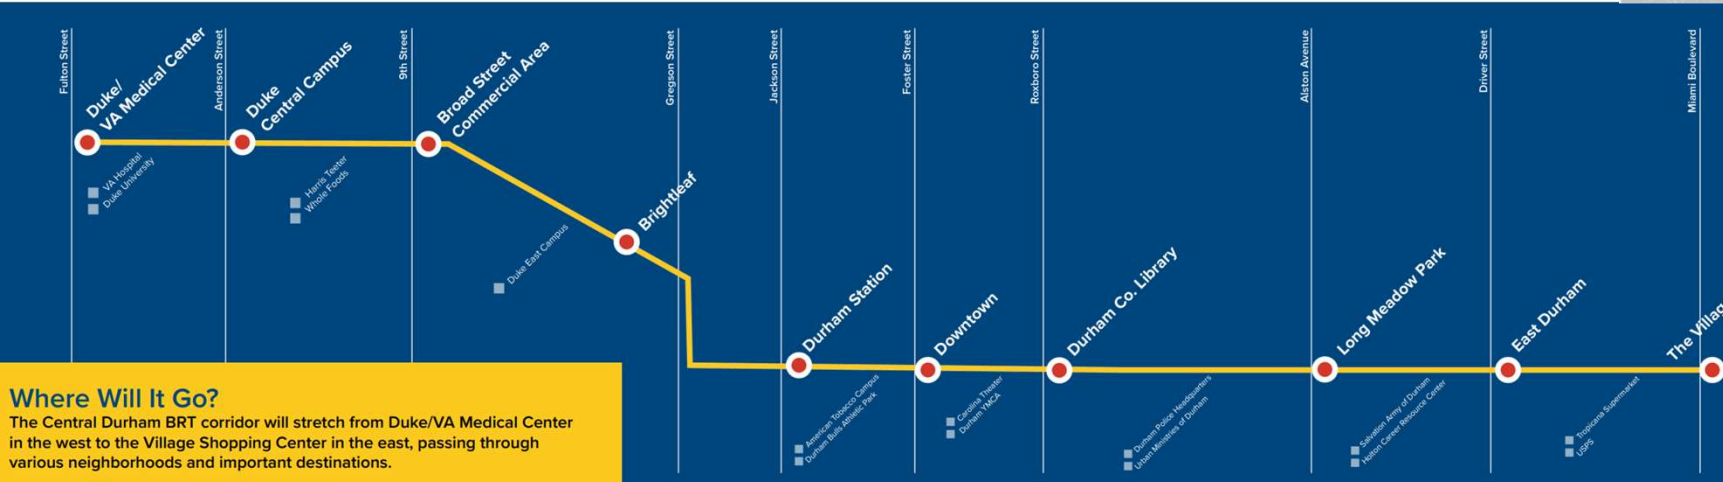 Fulton Street
Duke/
VA Medical Center
Anderson Street
Duke
Central Campus
9th Street
Broad Street
Commercial Area
Gregson Street
Jackson Street
Foster Street
Roxboro Street
Alston Avenue
Driver Street
Miami Boulevard
VA Hospital
Duke University
Harris Teeter
Whole Foods
Duke East Campus
Brightleaf
Durham Station
Downtown
Durham Co. Library
Long Meadow Park
East Durham
The Villag
American Tobacco Campus
Durham Bulls Athletic Park
Carolina Theater
Durham YMCA
Durham Police Headquarters
Urban Ministries of Durham
Salvation Army of Durham
Holton Career Resource Center
Tropicana Supermarket
USPS
Where Will It Go?
The Central Durham BRT corridor will stretch from Duke/VA Medical Center
in the west to the Village Shopping Center in the east, passing through
various neighborhoods and important destinations.